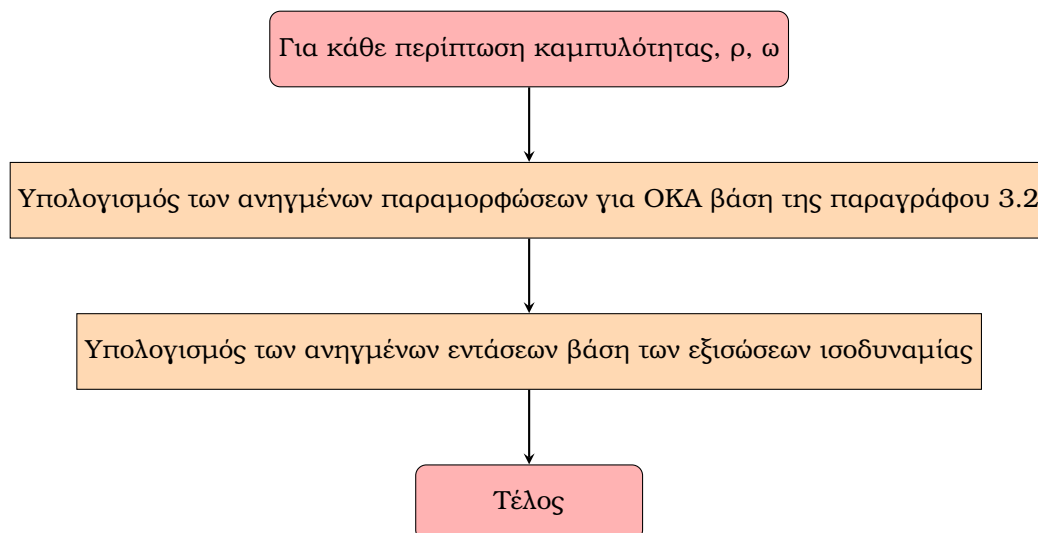 Για κάθε περίπτωση καμπυλότητας, ρ, ω
Υπολογισμός των ανηγμένων παραμορφώσεων για ΟΚΑ βάση της παραγράφου 3.2
Υπολογισμός των ανηγμένων εντάσεων βάση των εξισώσεων ισοδυναμίας
Τέλος